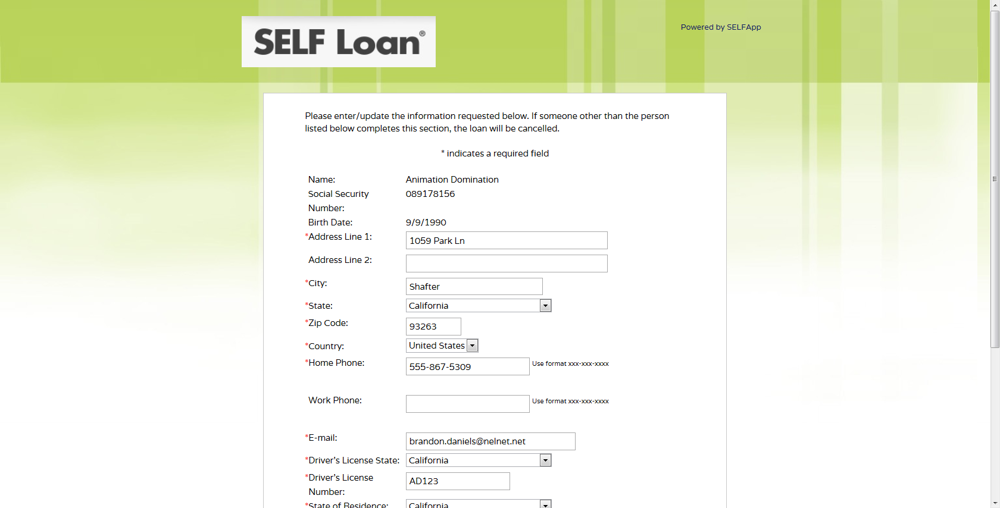 SELF Loan®
Powered by SELFApp
Please enter/update the information requested below. If someone other than the person
listed below completes this section, the loan will be cancelled.
* indicates a required field
Name: Animation Domination
Social Security 089178156
Number:
Birth Date: 9/9/1990
*Address Line 1: 1059 Park Ln
Address Line 2:
*City: Shafter
*State: California
*Zip Code: 93263
*Country: United States
*Home Phone: 555-867-5309 Use format xxx-xxx-xxxx
Work Phone: Use format xxx-xxx-xxxx
*E-mail: brandon.daniels@nelnet.net
*Driver's License State: California
*Driver's License AD123
Number:
*State of Residence: California